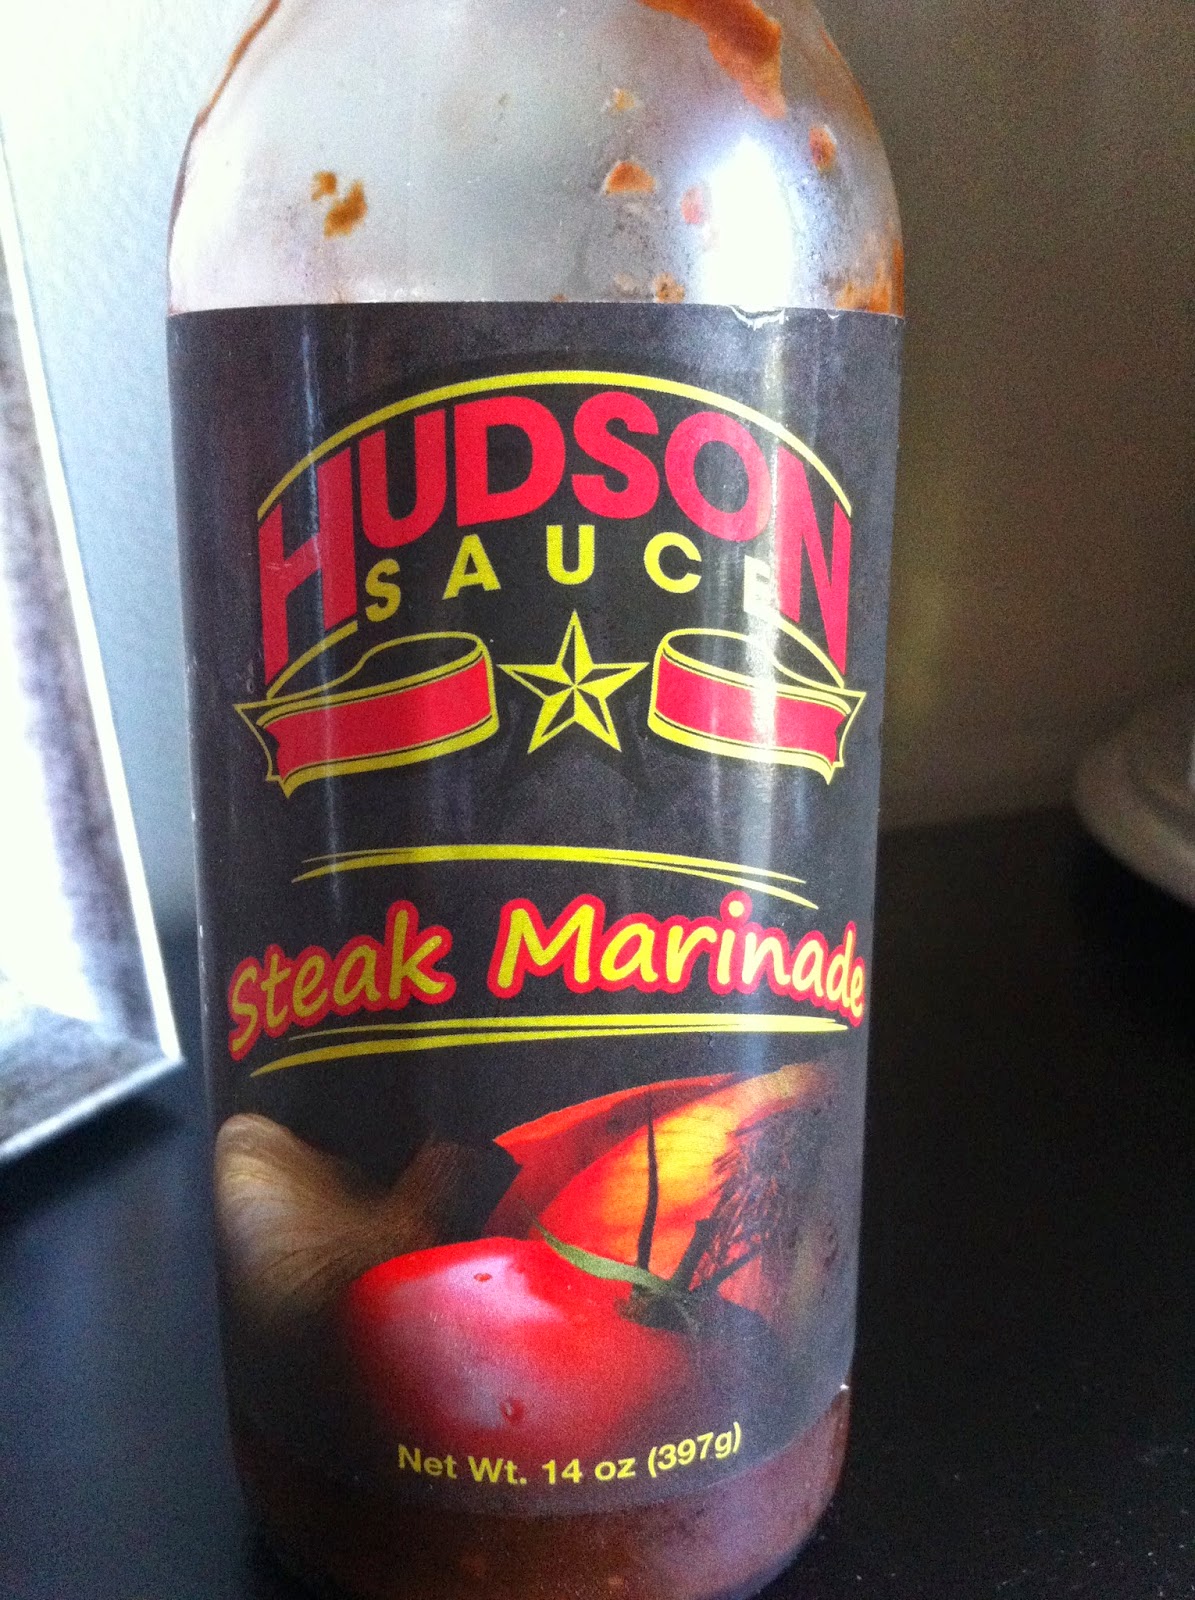 HUDSON
SAUCE
Steak Marinade
Net Wt. 14 oz (397g)